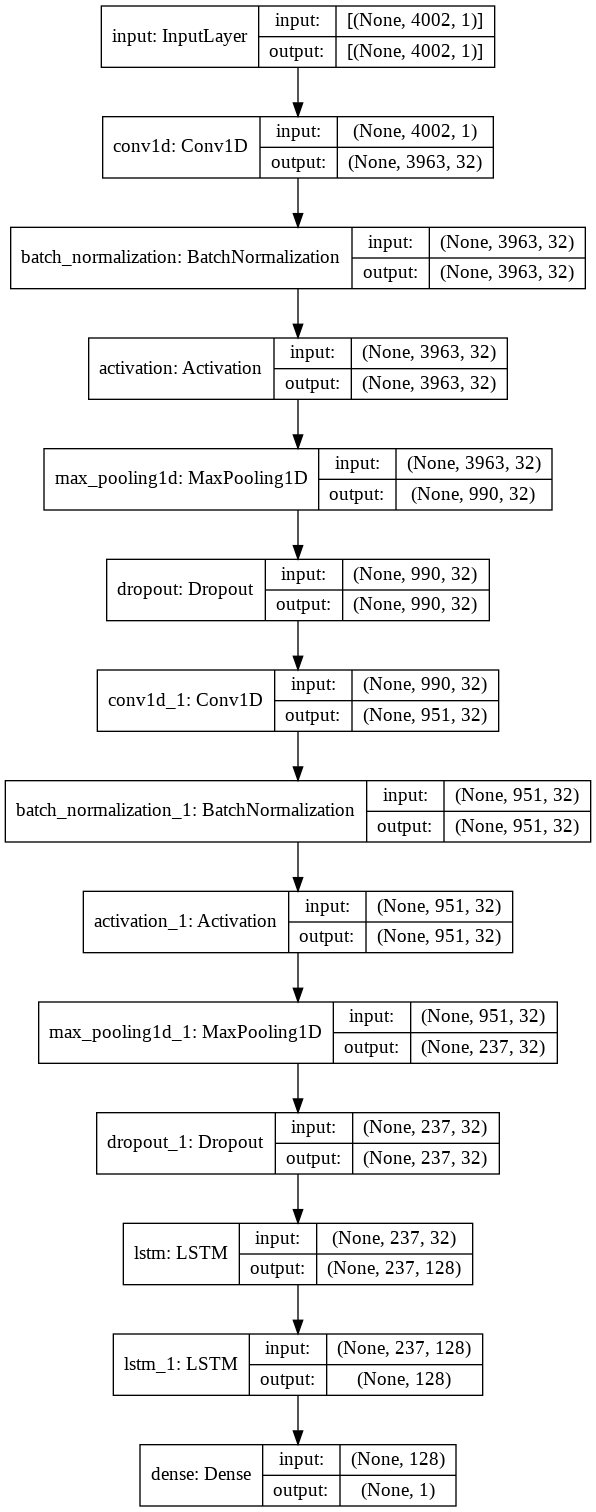 input: InputLayer
input:
[(None, 4002, 1)]
output:
[(None, 4002, 1)]
conv1d: Conv1D
input:
(None, 4002, 1)
output:
(None, 3963, 32)
batch_normalization: BatchNormalization
input:
(None, 3963, 32)
output:
(None, 3963, 32)
activation: Activation
input:
(None, 3963, 32)
output:
(None, 3963, 32)
max_pooling1d: MaxPooling1D
input:
(None, 3963, 32)
output:
(None, 990, 32)
dropout: Dropout
input:
(None, 990, 32)
output:
(None, 990, 32)
conv1d_1: Conv1D
input:
(None, 990, 32)
output:
(None, 951, 32)
batch_normalization_1: BatchNormalization
input:
(None, 951, 32)
output:
(None, 951, 32)
activation_1: Activation
input:
(None, 951, 32)
output:
(None, 951, 32)
max_pooling1d_1: MaxPooling1D
input:
(None, 951, 32)
output:
(None, 237, 32)
dropout_1: Dropout
input:
(None, 237, 32)
output:
(None, 237, 32)
lstm: LSTM
input:
(None, 237, 32)
output:
(None, 237, 128)
lstm_1: LSTM
input:
(None, 237, 128)
output:
(None, 128)
dense: Dense
input:
(None, 128)
output:
(None, 1)